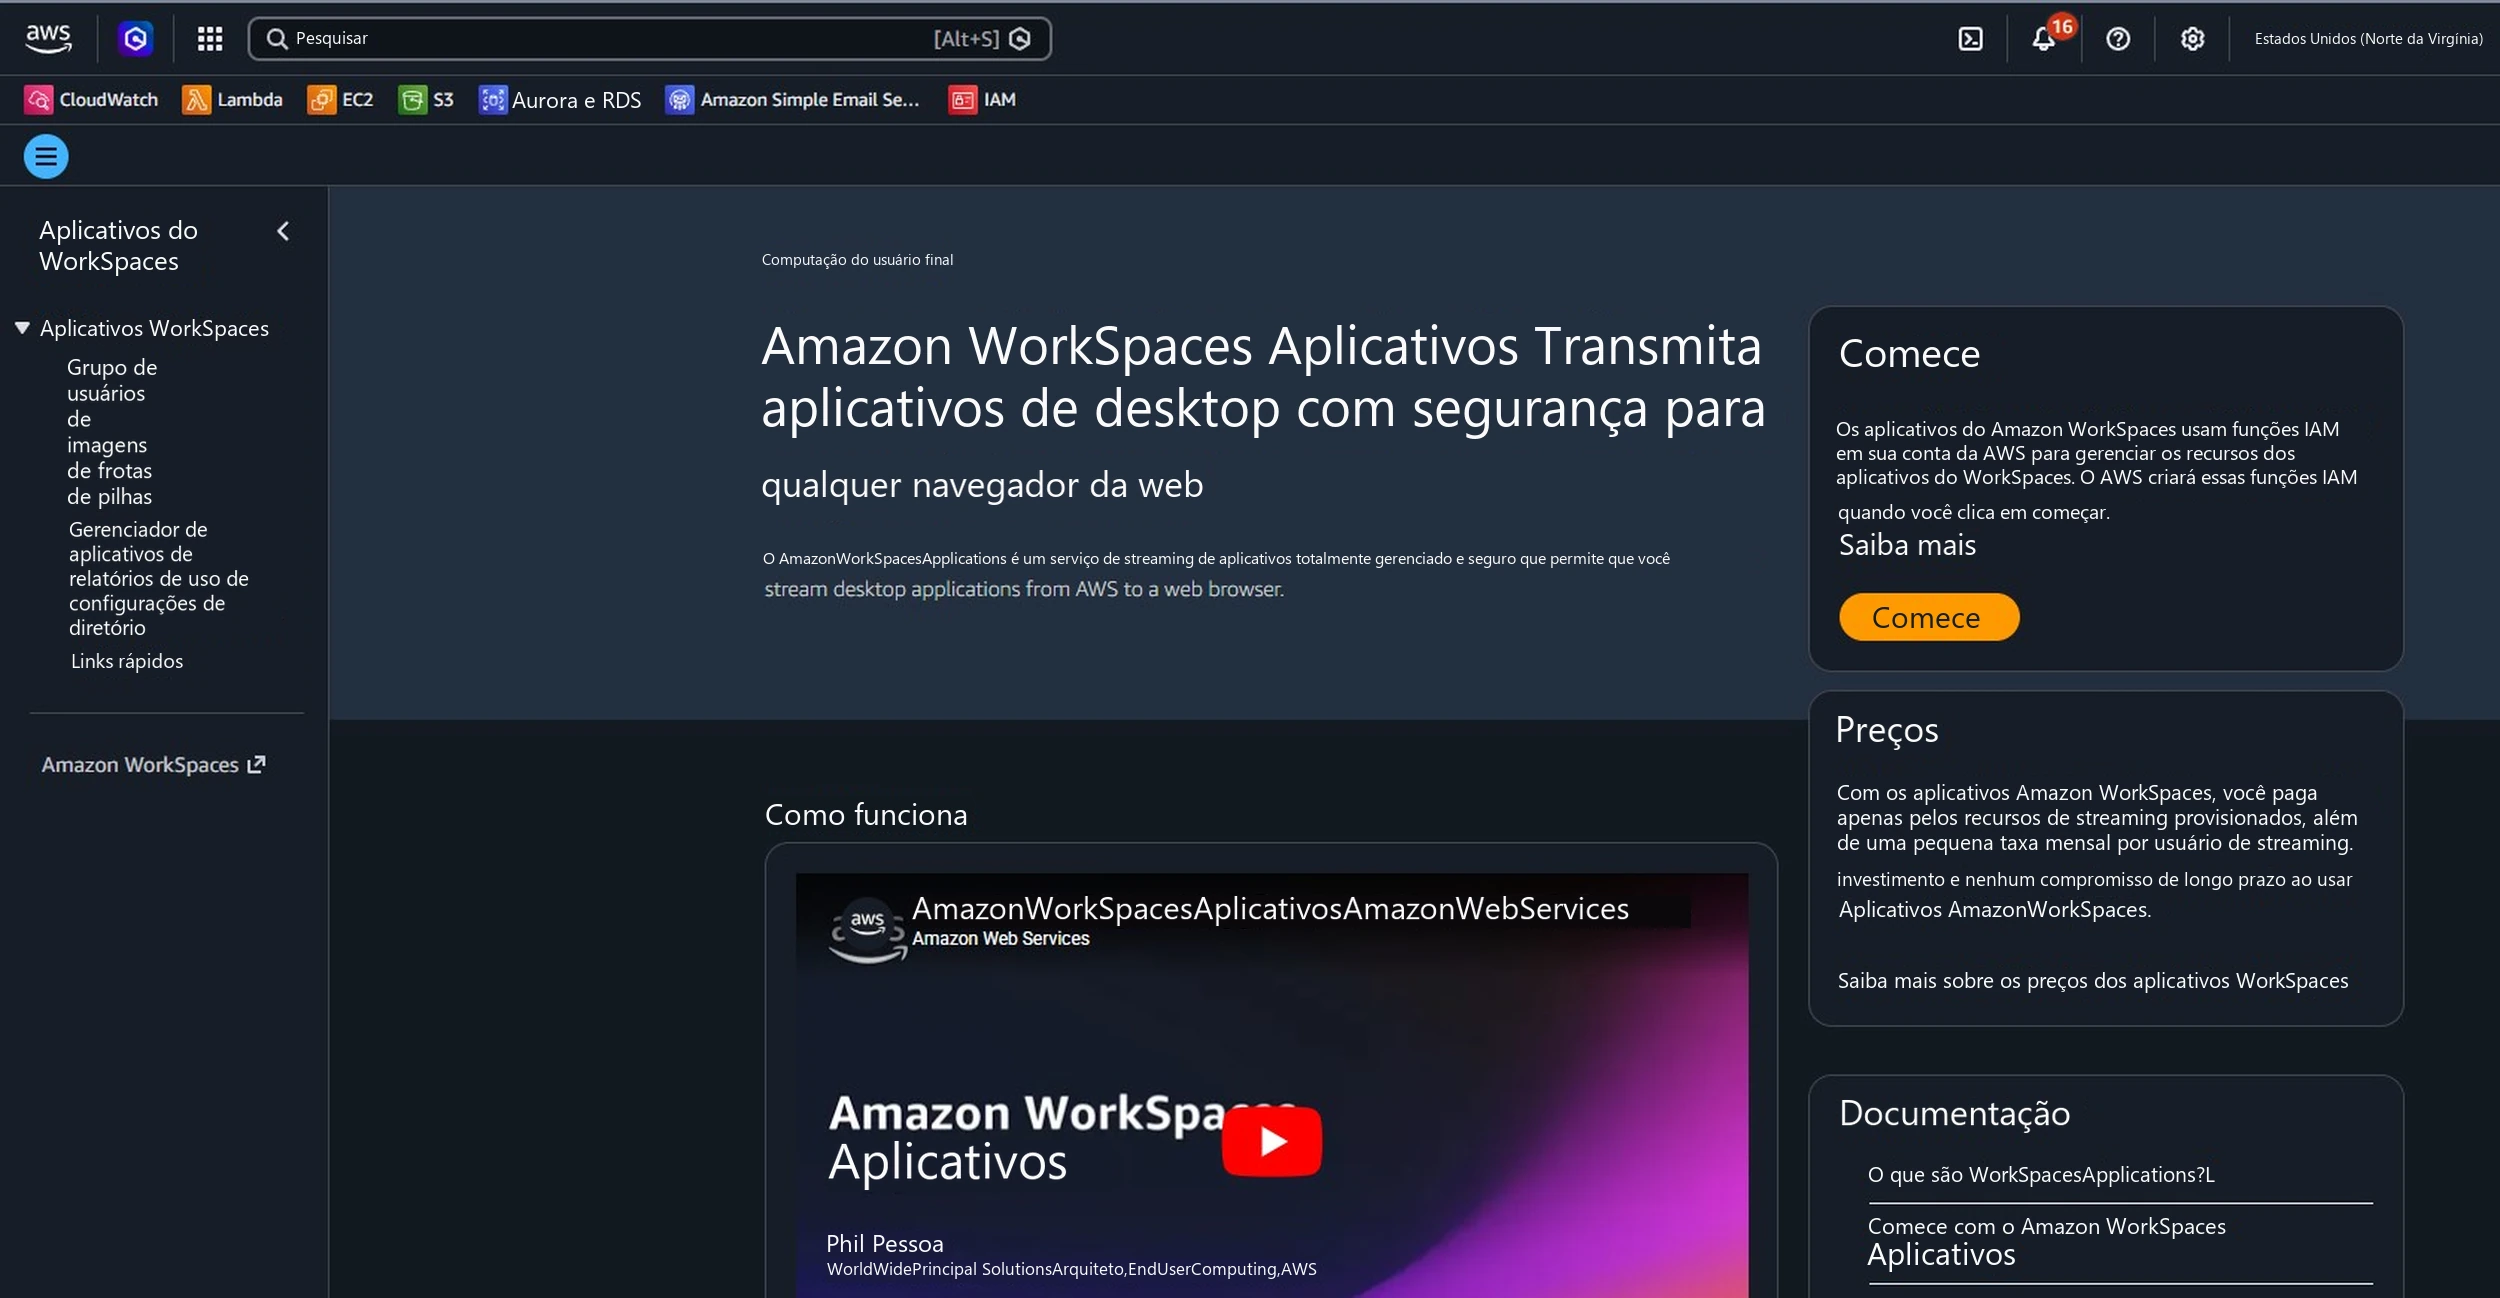 aws
Pesquisar
[Alt+S]
16
Estados Unidos (Norte da Virgínia)
CloudWatch
Lambda
EC2
S3
Aurora e RDS
Amazon Simple Email Se...
IAM
Aplicativos do
WorkSpaces
Aplicativos WorkSpaces
Grupo de
usuários
de
imagens
de frotas
de pilhas
Gerenciador de
aplicativos de
relatórios de uso de
configurações de
diretório
Links rápidos
Amazon WorkSpaces
Computação do usuário final
Amazon WorkSpaces Aplicativos Transmita
aplicativos de desktop com segurança para
qualquer navegador da web
O AmazonWorkSpacesApplications é um serviço de streaming de aplicativos totalmente gerenciado e seguro que permite que você
stream desktop applications from AWS to a web browser.
Comece
Os aplicativos do Amazon WorkSpaces usam funções IAM
em sua conta da AWS para gerenciar os recursos dos
aplicativos do WorkSpaces. O AWS criará essas funções IAM
quando você clica em começar.
Saiba mais
Comece
Preços
Com os aplicativos Amazon WorkSpaces, você paga
apenas pelos recursos de streaming provisionados, além
de uma pequena taxa mensal por usuário de streaming.
investimento e nenhum compromisso de longo prazo ao usar
Aplicativos AmazonWorkSpaces.
Saiba mais sobre os preços dos aplicativos WorkSpaces
Como funciona
aws
AmazonWorkSpacesAplicativosAmazonWebServices
Amazon Web Services
Amazon WorkSpaces
Aplicativos
Phil Pessoa
WorldWidePrincipal SolutionsArquiteto,EndUserComputing,AWS
Documentação
O que são WorkSpacesApplications?L
Comece com o Amazon WorkSpaces
Aplicativos